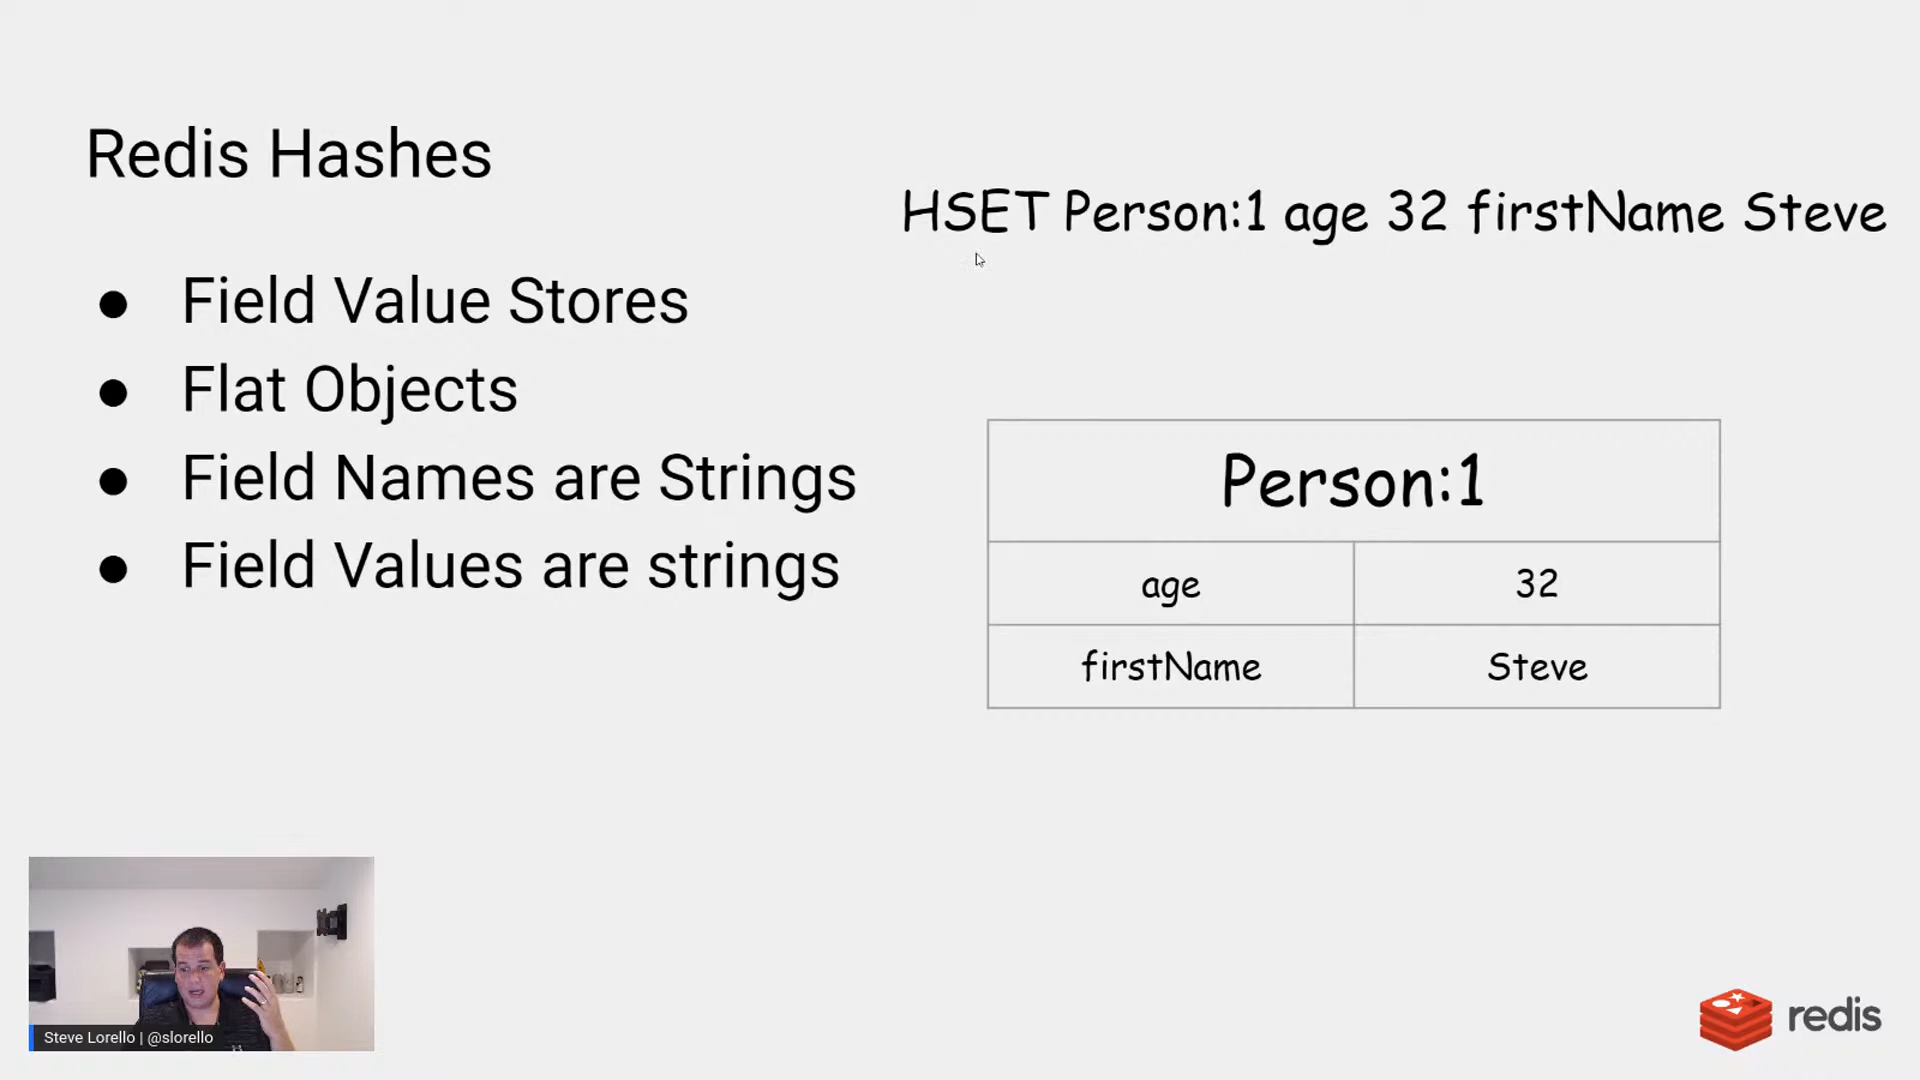 Redis Hashes
HSET Person:1 age 32 firstName Steve
● Field Value Stores
● Flat Objects
● Field Names are Strings
● Field Values are strings
Person:1
age 32
firstName Steve
Steve Lorello | @slorello
redis